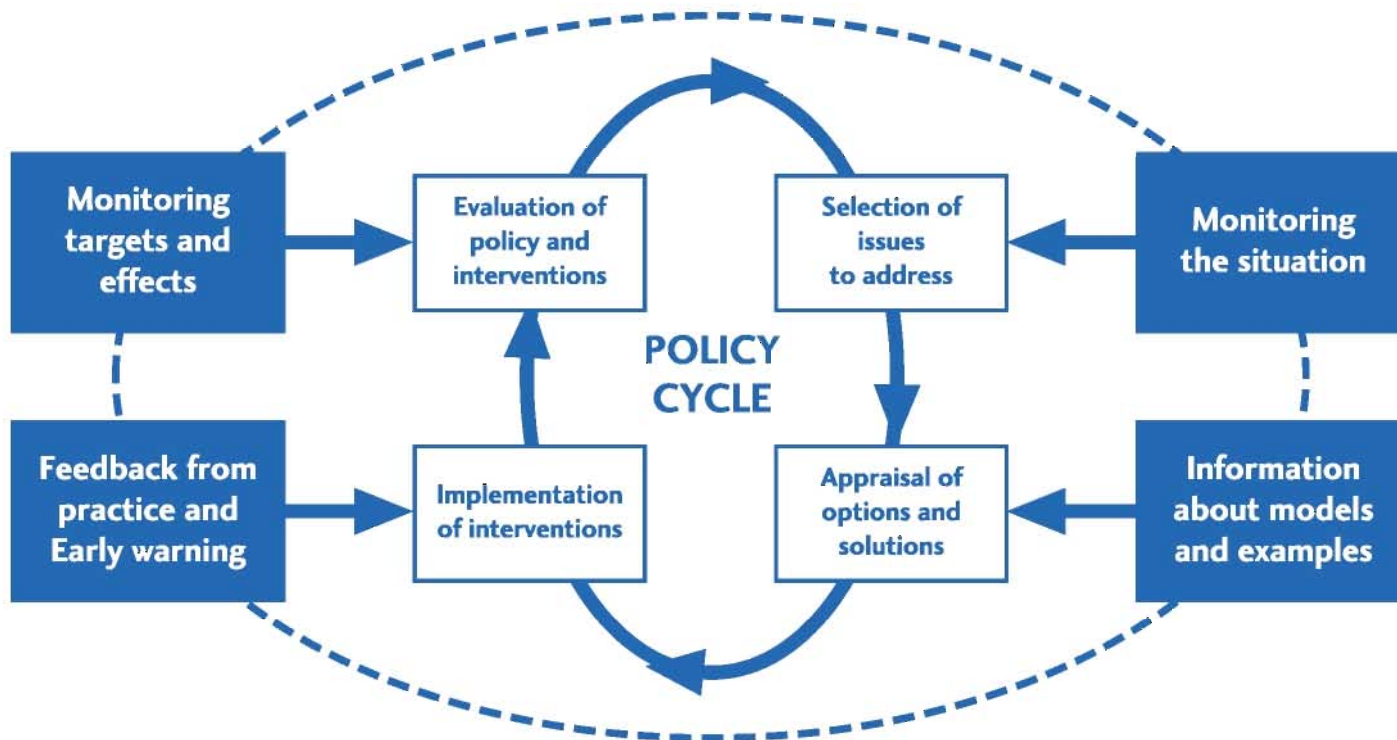 Monitoring
targets and
effects
Evaluation of
policy and
interventions
Selection of
issues
to address
Monitoring
the situation
POLICY
CYCLE
Feedback from
practice and
Early warning
Implementation
of interventions
Appraisal of
options and
solutions
Information
about models
and examples